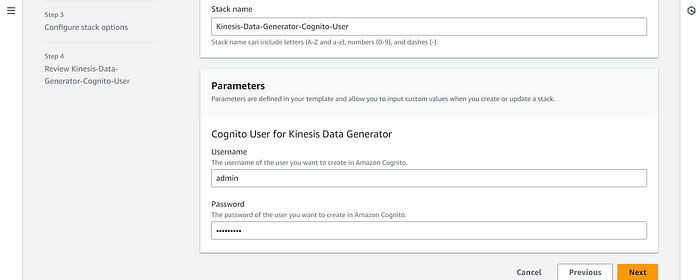 Step 3
Configure stack options
Step 4
Review Kinesis-Data-
Generator-Cognito-User
Stack name
Kinesis-Data-Generator-Cognito-User
Stack name can include letters (A-Z and a-z), numbers (0-9), and dashes (-).
Parameters
Parameters are defined in your template and allow you to input custom values when you create or update a stack.
Cognito User for Kinesis Data Generator
Username
The username of the user you want to create in Amazon Cognito.
admin
Password
The password of the user you want to create in Amazon Cognito.
•••••••••
Cancel
Previous
Next